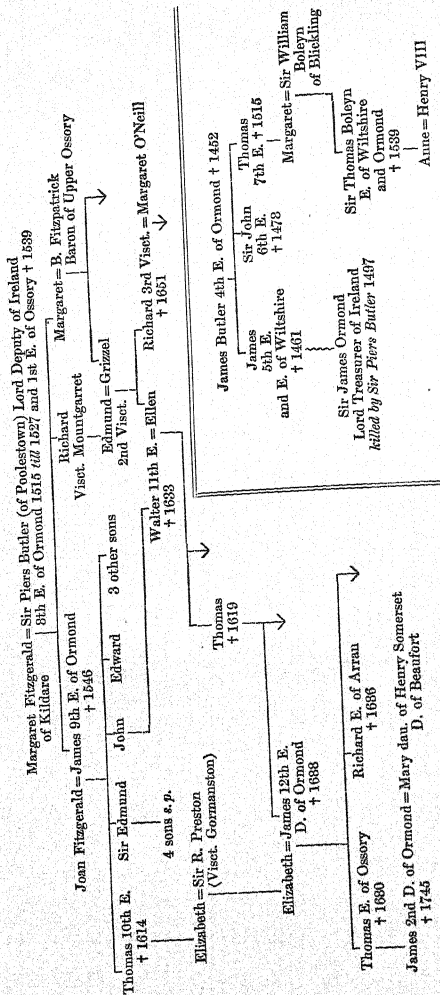 Margaret Fitzgerald = Sir Piers Butler (of Poolestown) Lord Deputy of Ireland
of Kildare
8th E. of Ormond 1515 till 1527 and 1st E. of Ossory † 1539
Joan Fitzgerald = James 9th E. of Ormond
† 1546
Richard
Visct. Mountgarret
Margaret = B. Fitzpatrick
Baron of Upper Ossory
Thomas 10th E.
† 1614
Sir Edmund
John
Edward
3 other sons
4 sons s. p.
Edmund = Grizzel
2nd Visct.
Elizabeth = Sir R. Preston
(Visct. Gormanston)
Walter 11th E. = Ellen
† 1633
Richard 3rd Visct. = Margaret O'Neill
† 1651
Thomas
† 1619
Elizabeth = James 12th E.
D. of Ormond
† 1688
Thomas E. of Ossory
† 1680
Richard E. of Arran
† 1686
James 2nd D. of Ormond = Mary dau. of Henry Somerset
† 1745
D. of Beaufort
James Butler 4th E. of Ormond † 1452
James
5th E.
and E. of Wiltshire
† 1461
Sir John
6th E.
† 1478
Thomas
7th E. † 1515
Sir James Ormond
Lord Treasurer of Ireland
killed by Sir Piers Butler 1497
Margaret = Sir William
Boleyn
of Blickling
Sir Thomas Boleyn
E. of Wiltshire
and Ormond
† 1539
Anne = Henry VIII